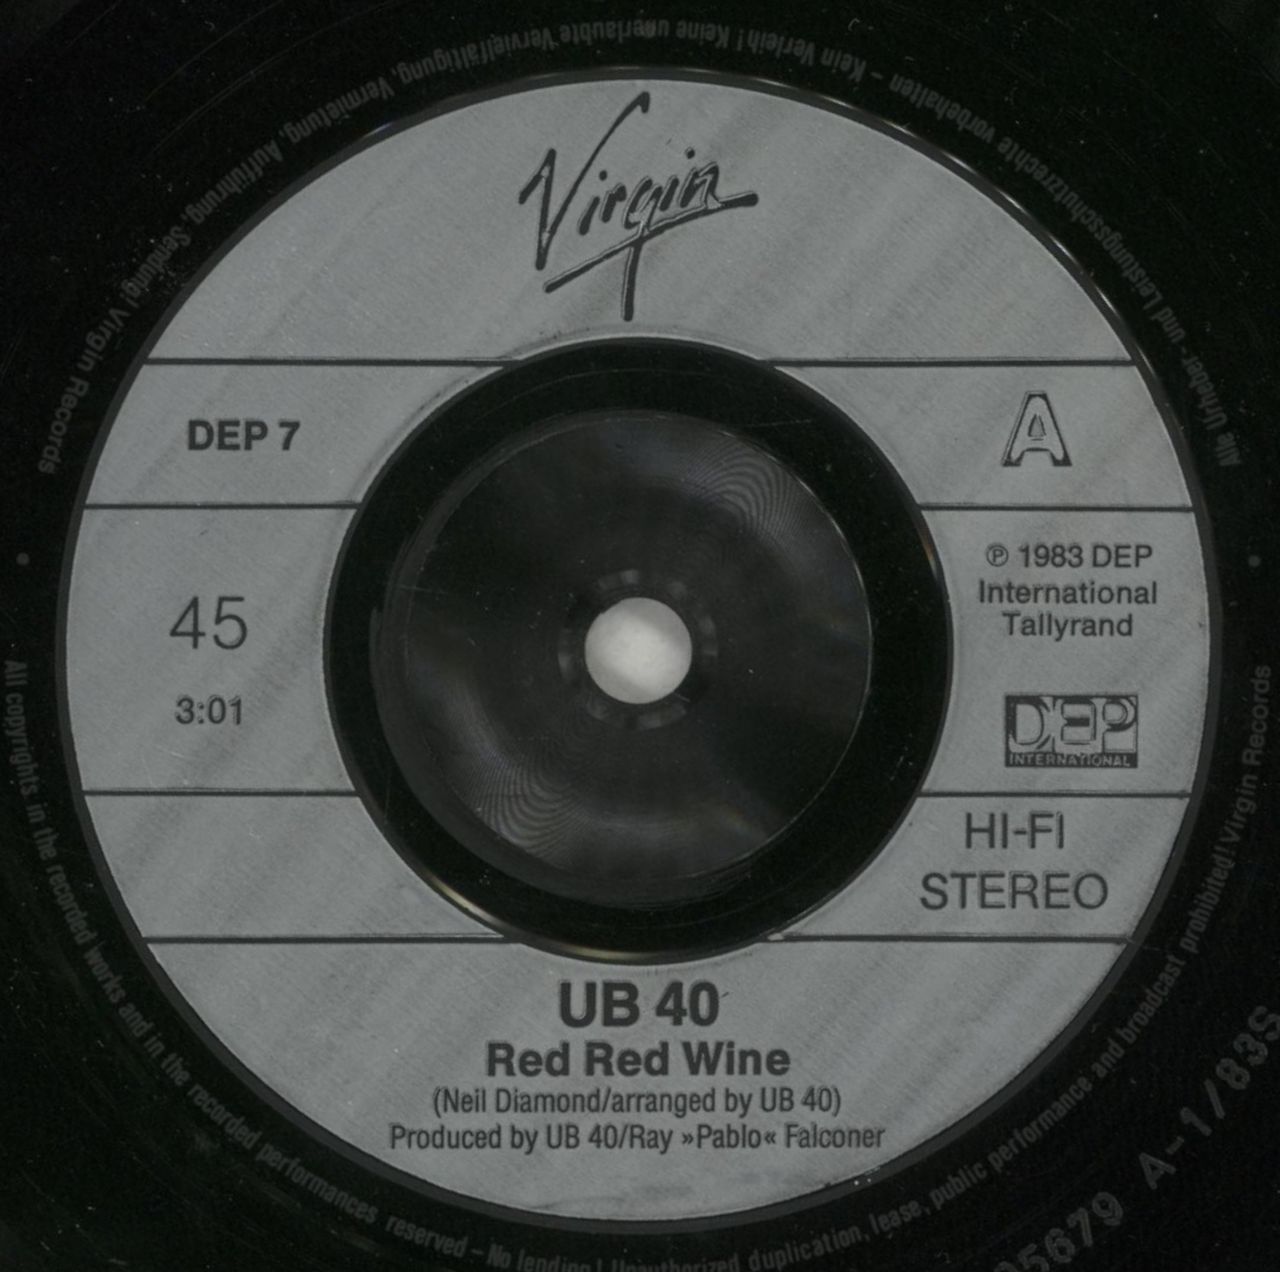 Virgin
DEP 7
A
45
3:01
℗ 1983 DEP
International
Tallyrand
DEP
INTERNATIONAL
HI-FI
STEREO
UB 40
Red Red Wine
(Neil Diamond/arranged by UB 40)
Produced by UB 40/Ray »Pablo« Falconer
Alle Urheber- und Leistungsschutzrechte vorbehalten – Kein Verleih! Keine unerlaubte Vervielfältigung, Vermietung, Aufführung, Sendung! Virgin Records
All copyrights in the recorded works and in the recorded performances reserved – No lending! Unauthorized duplication, lease, public performance and broadcast prohibited! Virgin Records
A-1/83S